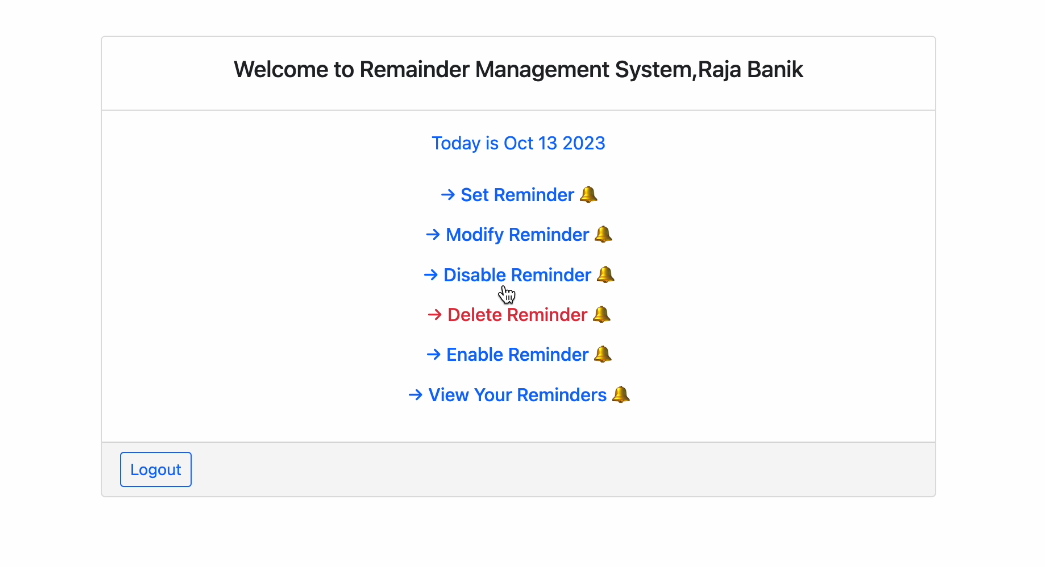 Welcome to Remainder Management System,Raja Banik
Today is Oct 13 2023
→ Set Reminder 🔔
→ Modify Reminder 🔔
→ Disable Reminder 🔔
→ Delete Reminder 🔔
→ Enable Reminder 🔔
→ View Your Reminders 🔔
Logout